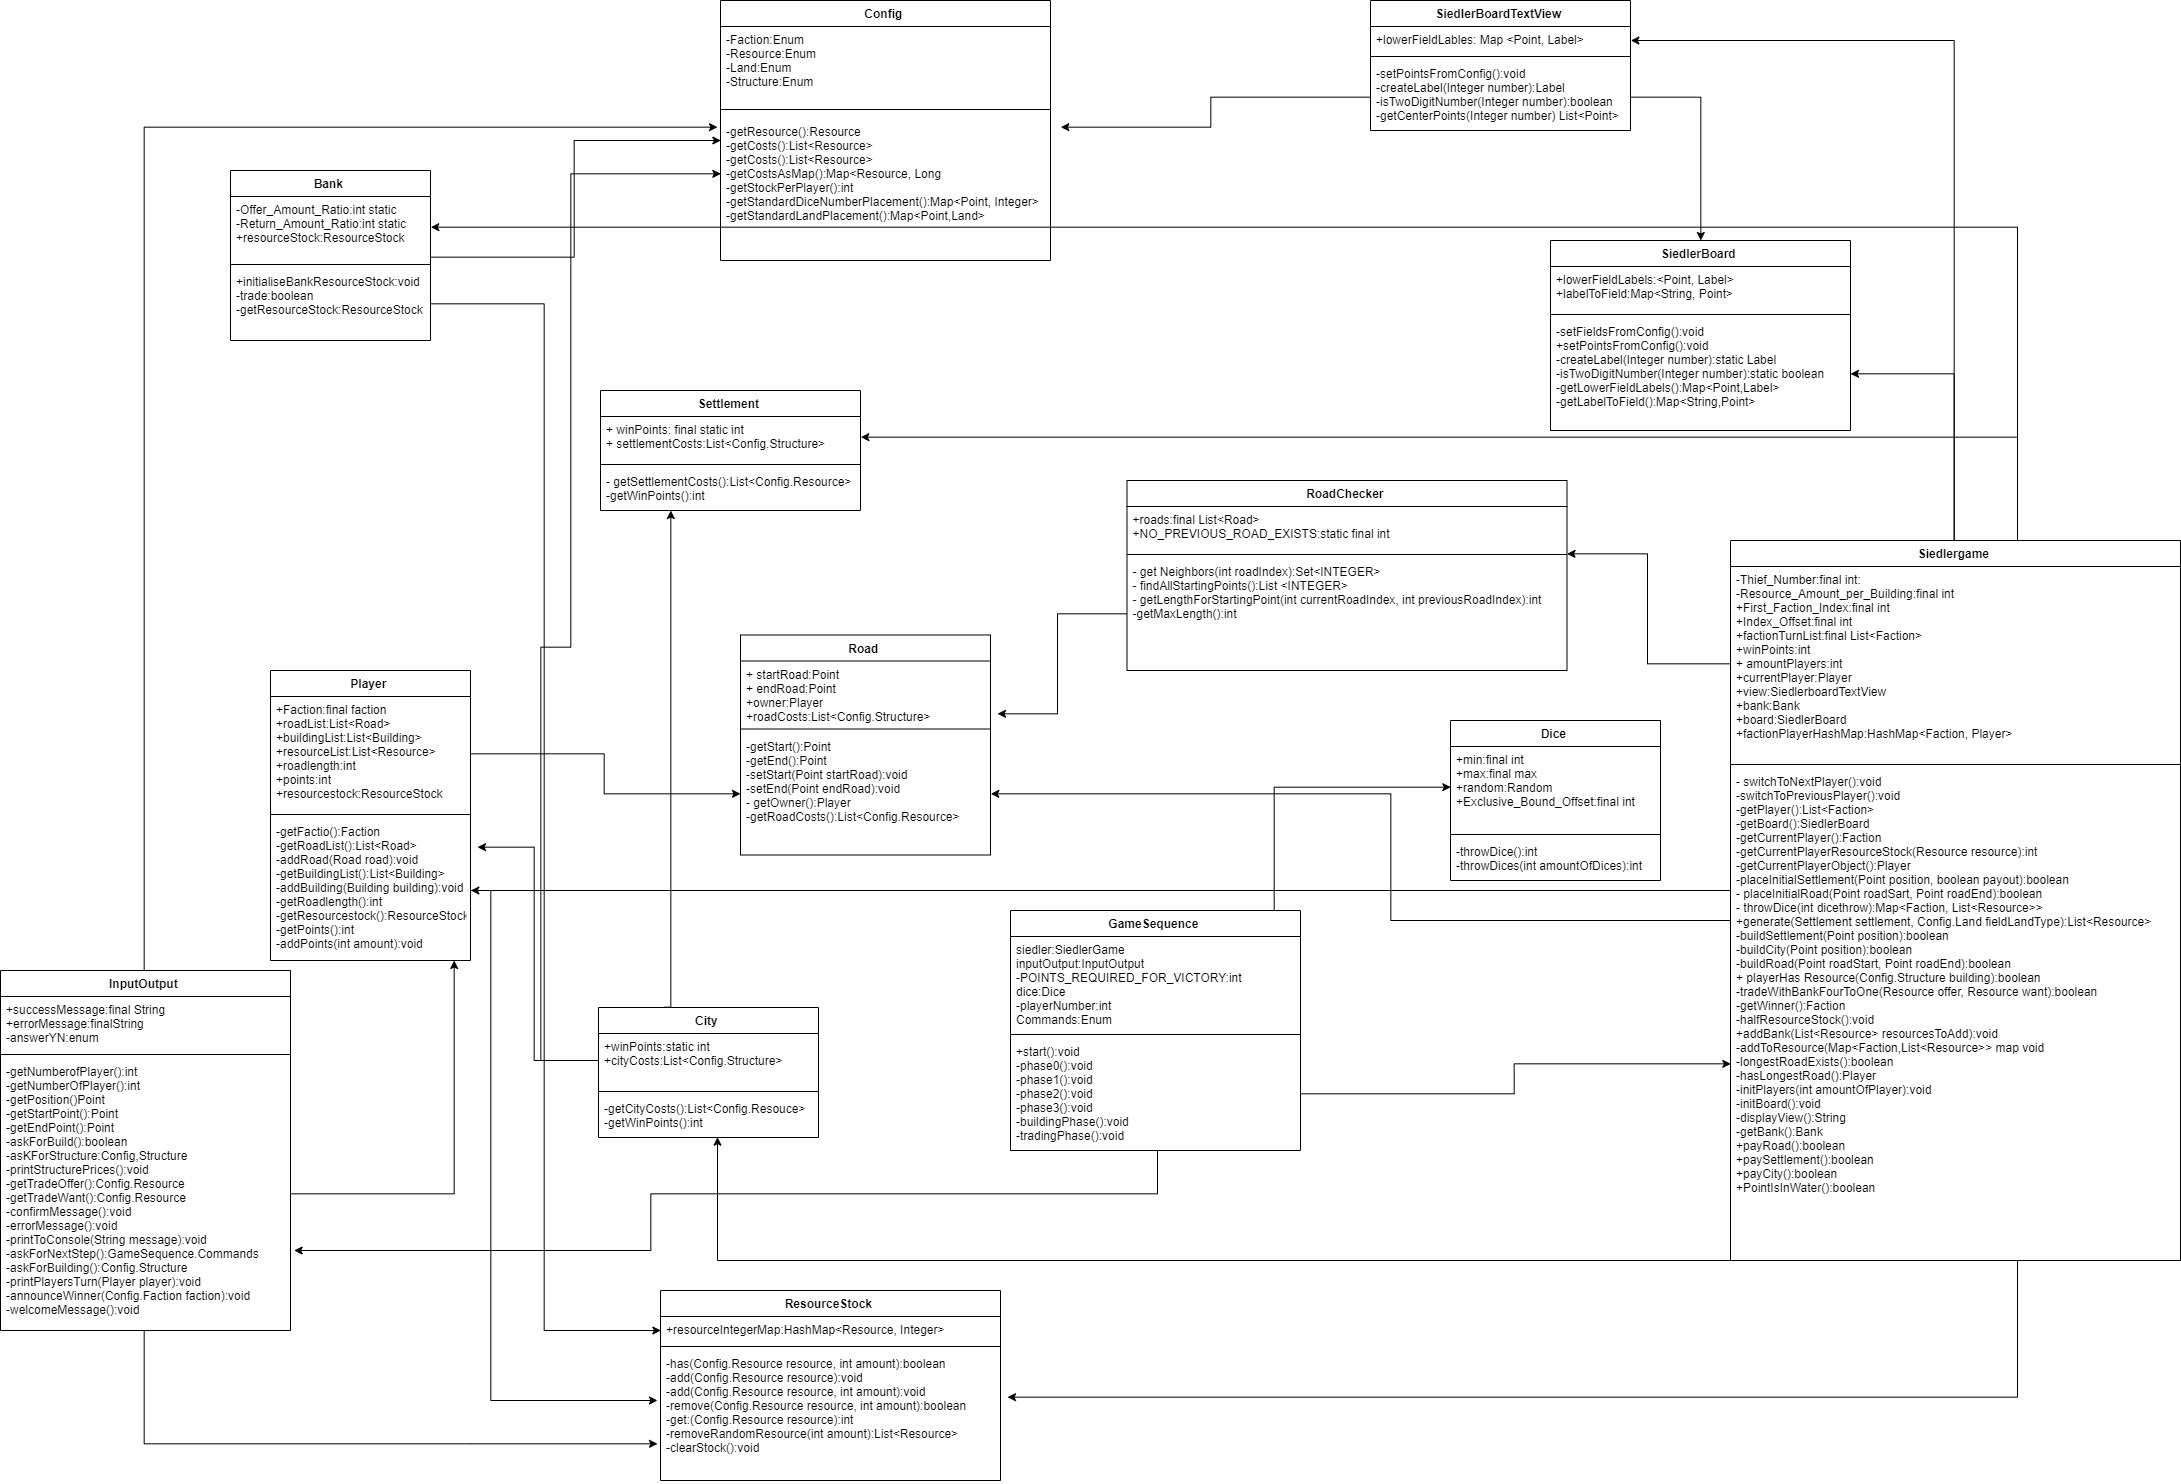 Config
-Faction:Enum
-Resource:Enum
-Land:Enum
-Structure:Enum
-getResource():Resource
-getCosts():List<Resource>
-getCosts():List<Resource>
-getCostsAsMap():Map<Resource, Long
-getStockPerPlayer():int
-getStandardDiceNumberPlacement():Map<Point, Integer>
-getStandardLandPlacement():Map<Point,Land>
SiedlerBoardTextView
+lowerFieldLables: Map <Point, Label>
-setPointsFromConfig():void
-createLabel(Integer number):Label
-isTwoDigitNumber(Integer number):boolean
-getCenterPoints(Integer number) List<Point>
Bank
-Offer_Amount_Ratio:int static
-Return_Amount_Ratio:int static
+resourceStock:ResourceStock
+initialiseBankResourceStock:void
-trade:boolean
-getResourceStock:ResourceStock
SiedlerBoard
+lowerFieldLabels:<Point, Label>
+labelToField:Map<String, Point>
-setFieldsFromConfig():void
+setPointsFromConfig():void
-createLabel(Integer number):static Label
-isTwoDigitNumber(Integer number):static boolean
-getLowerFieldLabels():Map<Point,Label>
-getLabelToField():Map<String,Point>
Settlement
+ winPoints: final static int
+ settlementCosts:List<Config.Structure>
- getSettlementCosts():List<Config.Resource>
-getWinPoints():int
RoadChecker
+roads:final List<Road>
+NO_PREVIOUS_ROAD_EXISTS:static final int
- get Neighbors(int roadIndex):Set<INTEGER>
- findAllStartingPoints():List <INTEGER>
- getLengthForStartingPoint(int currentRoadIndex, int previousRoadIndex):int
-getMaxLength():int
Siedlergame
-Thief_Number:final int:
-Resource_Amount_per_Building:final int
+First_Faction_Index:final int
+Index_Offset:final int
+factionTurnList:final List<Faction>
+winPoints:int
+ amountPlayers:int
+currentPlayer:Player
+view:SiedlerboardTextView
+bank:Bank
+board:SiedlerBoard
+factionPlayerHashMap:HashMap<Faction, Player>
- switchToNextPlayer():void
-switchToPreviousPlayer():void
-getPlayer():List<Faction>
-getBoard():SiedlerBoard
-getCurrentPlayer():Faction
-getCurrentPlayerResourceStock(Resource resource):int
-getCurrentPlayerObject():Player
-placeInitialSettlement(Point position, boolean payout):boolean
- placeInitialRoad(Point roadSart, Point roadEnd):boolean
- throwDice(int dicethrow):Map<Faction, List<Resource>>
+generate(Settlement settlement, Config.Land fieldLandType):List<Resource>
-buildSettlement(Point position):boolean
-buildCity(Point position):boolean
-buildRoad(Point roadStart, Point roadEnd):boolean
+ playerHas Resource(Config.Structure building):boolean
-tradeWithBankFourToOne(Resource offer, Resource want):boolean
-getWinner():Faction
-halfResourceStock():void
+addBank(List<Resource> resourcesToAdd):void
-addToResource(Map<Faction,List<Resource>> map void
-longestRoadExists():boolean
-hasLongestRoad():Player
-initPlayers(int amountOfPlayer):void
-initBoard():void
-displayView():String
-getBank():Bank
+payRoad():boolean
+paySettlement():boolean
+payCity():boolean
+PointIsInWater():boolean
Road
+ startRoad:Point
+ endRoad:Point
+owner:Player
+roadCosts:List<Config.Structure>
-getStart():Point
-getEnd():Point
-setStart(Point startRoad):void
-setEnd(Point endRoad):void
- getOwner():Player
-getRoadCosts():List<Config.Resource>
Player
+Faction:final faction
+roadList:List<Road>
+buildingList:List<Building>
+resourceList:List<Resource>
+roadlength:int
+points:int
+resourcestock:ResourceStock
-getFactio():Faction
-getRoadList():List<Road>
-addRoad(Road road):void
-getBuildingList():List<Building>
-addBuilding(Building building):void
-getRoadlength():int
-getResourcestock():ResourceStock
-getPoints():int
-addPoints(int amount):void
Dice
+min:final int
+max:final max
+random:Random
+Exclusive_Bound_Offset:final int
-throwDice():int
-throwDices(int amountOfDices):int
GameSequence
siedler:SiedlerGame
inputOutput:InputOutput
-POINTS_REQUIRED_FOR_VICTORY:int
dice:Dice
-playerNumber:int
Commands:Enum
+start():void
-phase0():void
-phase1():void
-phase2():void
-phase3():void
-buildingPhase():void
-tradingPhase():void
InputOutput
+successMessage:final String
+errorMessage:finalString
-answerYN:enum
-getNumberofPlayer():int
-getNumberOfPlayer():int
-getPosition()Point
-getStartPoint():Point
-getEndPoint():Point
-askForBuild():boolean
-asKForStructure:Config,Structure
-printStructurePrices():void
-getTradeOffer():Config.Resource
-getTradeWant():Config.Resource
-confirmMessage():void
-errorMessage():void
-printToConsole(String message):void
-askForNextStep():GameSequence.Commands
-askForBuilding():Config.Structure
-printPlayersTurn(Player player):void
-announceWinner(Config.Faction faction):void
-welcomeMessage():void
City
+winPoints:static int
+cityCosts:List<Config.Structure>
-getCityCosts():List<Config.Resouce>
-getWinPoints():int
ResourceStock
+resourceIntegerMap:HashMap<Resource, Integer>
-has(Config.Resource resource, int amount):boolean
-add(Config.Resource resource):void
-add(Config.Resource resource, int amount):void
-remove(Config.Resource resource, int amount):boolean
-get:(Config.Resource resource):int
-removeRandomResource(int amount):List<Resource>
-clearStock():void